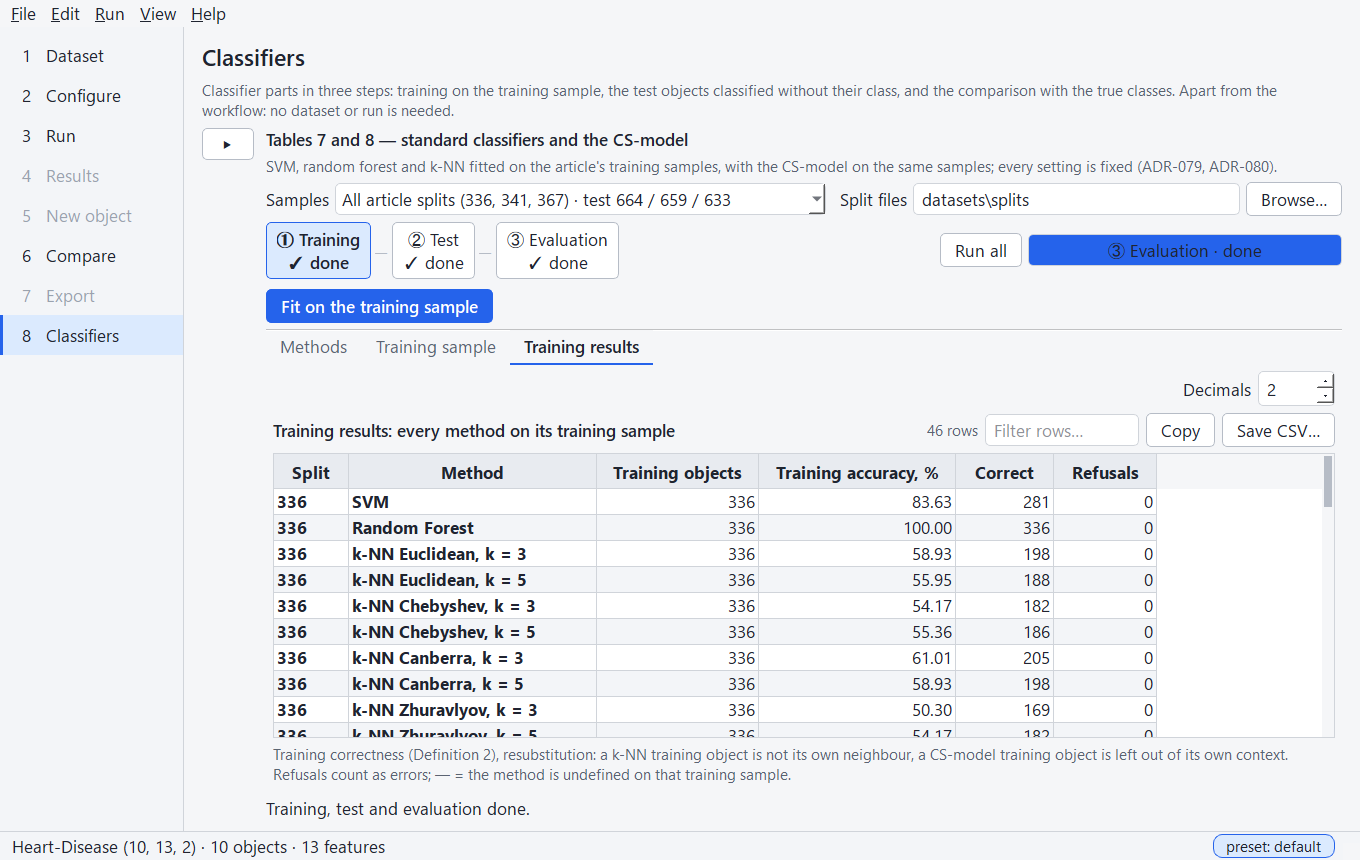 File Edit Run View Help
1 Dataset
2 Configure
3 Run
4 Results
5 New object
6 Compare
7 Export
8 Classifiers
Classifiers
Classifier parts in three steps: training on the training sample, the test objects classified without their class, and the comparison with the true classes. Apart from the
workflow: no dataset or run is needed.
Tables 7 and 8 — standard classifiers and the CS-model
SVM, random forest and k-NN fitted on the article's training samples, with the CS-model on the same samples; every setting is fixed (ADR-079, ADR-080).
Samples All article splits (336, 341, 367) · test 664 / 659 / 633 Split files datasets\splits Browse...
① Training ② Test ③ Evaluation
✓ done ✓ done ✓ done
Run all ③ Evaluation · done
Fit on the training sample
Methods Training sample Training results
Decimals 2
Training results: every method on its training sample 46 rows Filter rows... Copy Save CSV...
Split Method Training objects Training accuracy, % Correct Refusals
336 SVM 336 83.63 281 0
336 Random Forest 336 100.00 336 0
336 k-NN Euclidean, k = 3 336 58.93 198 0
336 k-NN Euclidean, k = 5 336 55.95 188 0
336 k-NN Chebyshev, k = 3 336 54.17 182 0
336 k-NN Chebyshev, k = 5 336 55.36 186 0
336 k-NN Canberra, k = 3 336 61.01 205 0
336 k-NN Canberra, k = 5 336 58.93 198 0
336 k-NN Zhuravlyov, k = 3 336 50.30 169 0
336 k-NN Zhuravlyov, k = 5 336 54.17 182 0
Training correctness (Definition 2), resubstitution: a k-NN training object is not its own neighbour, a CS-model training object is left out of its own context.
Refusals count as errors; — = the method is undefined on that training sample.
Training, test and evaluation done.
Heart-Disease (10, 13, 2) · 10 objects · 13 features preset: default